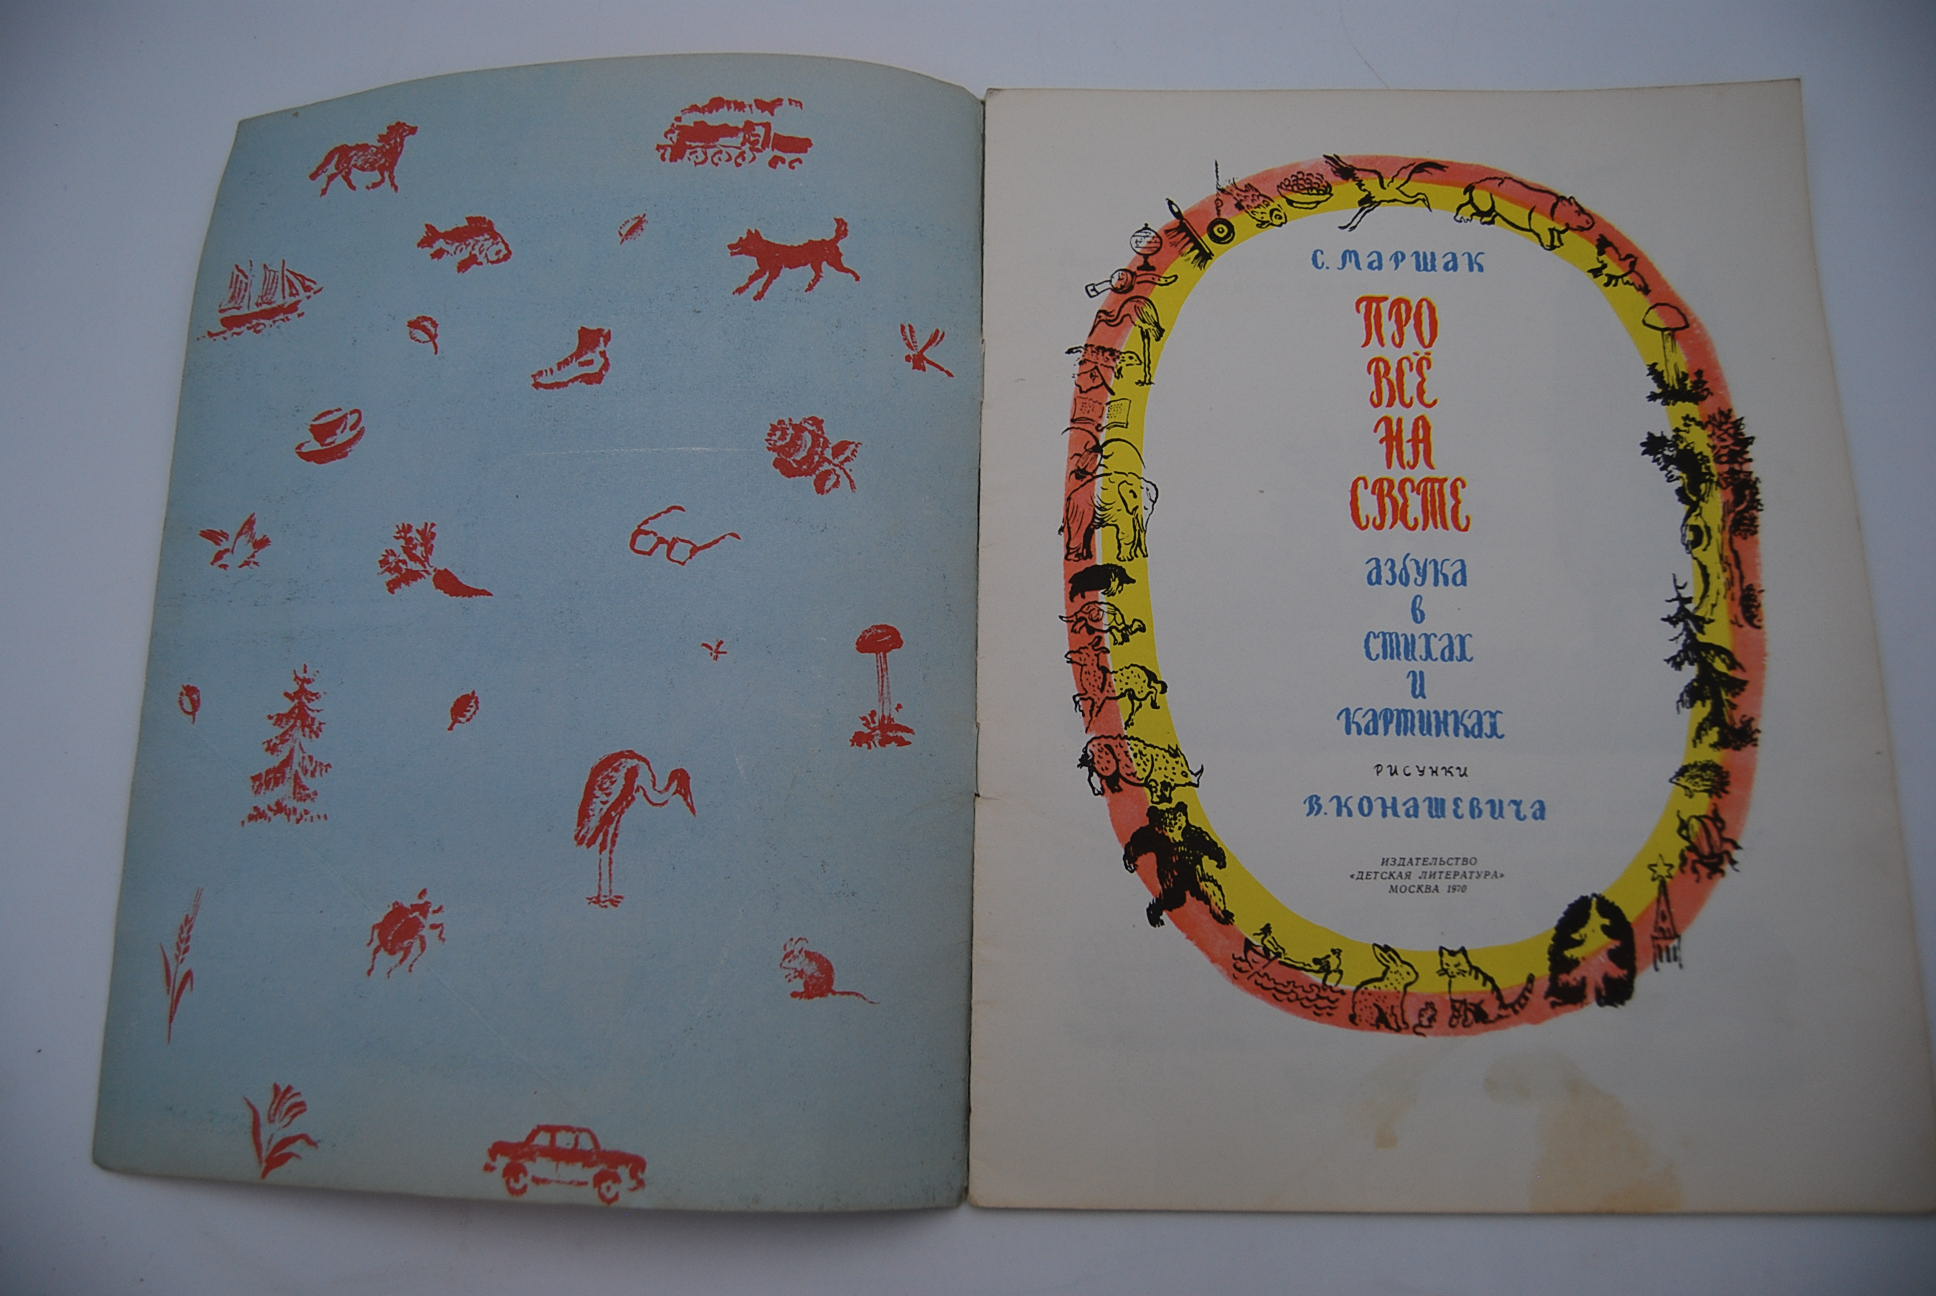 С. Маршак
ПРО
ВСЁ
НА
СВЕТЕ
азбука
в
стихах
и
картинках
рисунки
В. Конашевича
ИЗДАТЕЛЬСТВО
«ДЕТСКАЯ ЛИТЕРАТУРА»
МОСКВА 1970